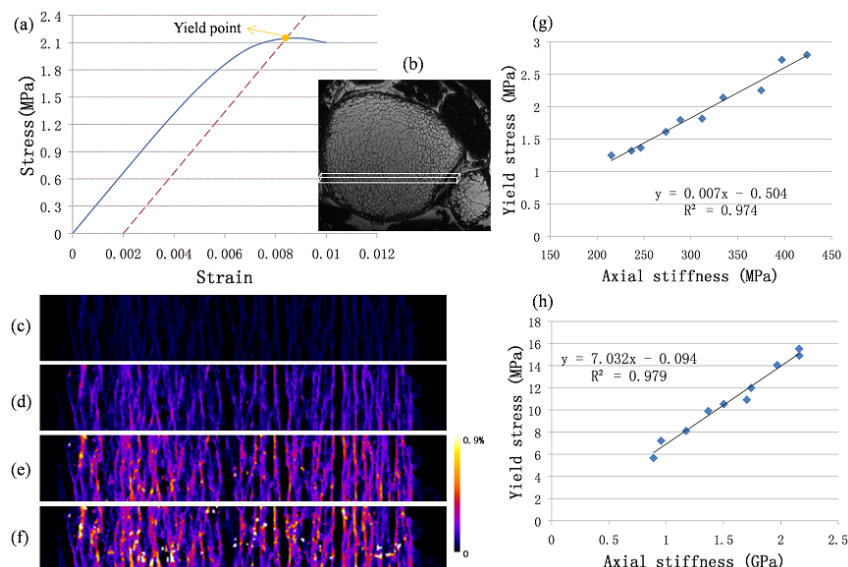 (a)
2.4
2.1
1.8
1.5
1.2
0.9
0.6
0.3
0
Stress(MPa)
Yield point
0
0.002
0.004
0.006
0.008
0.01
0.012
Strain
(b)
(c)
(d)
(e)
(f)
0.9%
0
(g)
3
2.5
2
1.5
1
0.5
0
Yield stress (MPa)
y = 0.007x - 0.504
R² = 0.974
150
200
250
300
350
400
450
Axial stiffness (MPa)
(h)
18
16
14
12
10
8
6
4
2
0
Yield stress (MPa)
y = 7.032x - 0.094
R² = 0.979
0
0.5
1
1.5
2
2.5
Axial stiffness (GPa)